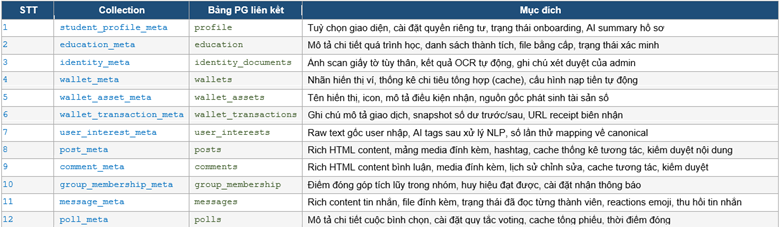 STT Collection Bảng PG liên kết Mục đích
1 student_profile_meta profile Tuỳ chọn giao diện, cài đặt quyền riêng tư, trạng thái onboarding, AI summary hồ sơ
2 education_meta education Mô tả chi tiết quá trình học, danh sách thành tích, file bằng cấp, trạng thái xác minh
3 identity_meta identity_documents Ảnh scan giấy tờ tùy thân, kết quả OCR tự động, ghi chú xét duyệt của admin
4 wallet_meta wallets Nhãn hiển thị ví, thống kê chi tiêu tổng hợp (cache), cấu hình nạp tiền tự động
5 wallet_asset_meta wallet_assets Tên hiển thị, icon, mô tả điều kiện nhận, nguồn gốc phát sinh tài sản số
6 wallet_transaction_meta wallet_transactions Ghi chú mô tả giao dịch, snapshot số dư trước/sau, URL receipt biên nhận
7 user_interest_meta user_interests Raw text gốc user nhập, AI tags sau xử lý NLP, số lần thử mapping về canonical
8 post_meta posts Rich HTML content, mảng media đính kèm, hashtag, cache thống kê tương tác, kiểm duyệt nội dung
9 comment_meta comments Rich HTML content bình luận, media đính kèm, lịch sử chỉnh sửa, cache tương tác, kiểm duyệt
10 group_membership_meta group_membership Điểm đóng góp tích lũy trong nhóm, huy hiệu đạt được, cài đặt nhận thông báo
11 message_meta messages Rich content tin nhắn, file đính kèm, trạng thái đã đọc từng thành viên, reactions emoji, thu hồi tin nhắn
12 poll_meta polls Mô tả chi tiết cuộc bình chọn, cài đặt quy tắc voting, cache tổng phiếu, thời điểm đóng